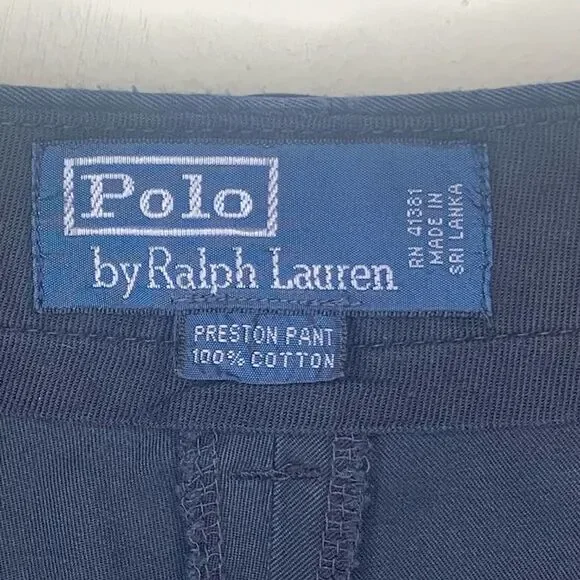 Polo
by Ralph Lauren
RN 41381
MADE IN
SRI LANKA
PRESTON PANT
100% COTTON